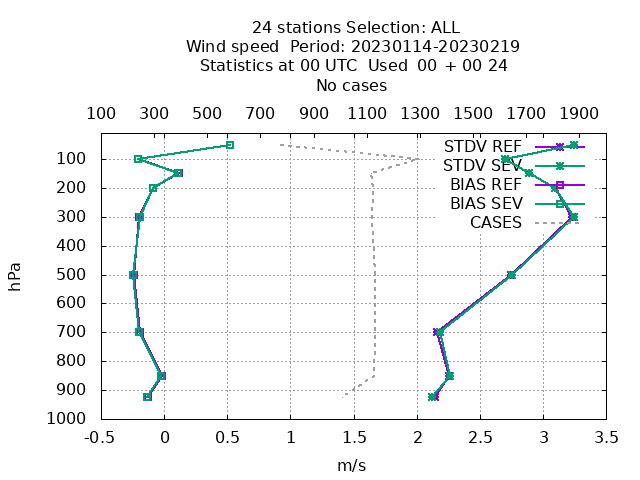 24 stations Selection: ALL
Wind speed  Period: 20230114-20230219
Statistics at 00 UTC  Used  00 + 00 24
No cases
100 300 500 700 900 1100 1300 1500 1700 1900
STDV REF
STDV SEV
BIAS REF
BIAS SEV
CASES
100
200
300
400
500
600
700
800
900
1000
hPa
-0.5 0 0.5 1 1.5 2 2.5 3 3.5
m/s